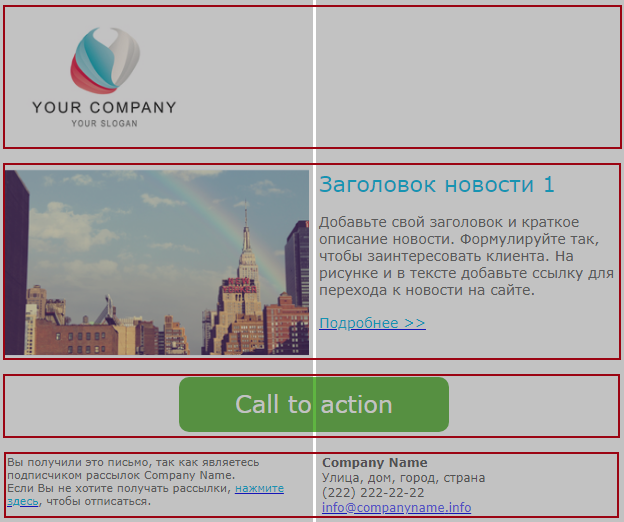 YOUR COMPANY
YOUR SLOGAN
Заголовок новости 1
Добавьте свой заголовок и краткое
описание новости. Формулируйте так,
чтобы заинтересовать клиента. На
рисунке и в тексте добавьте ссылку для
перехода к новости на сайте.
Подробнее >>
Call to action
Вы получили это письмо, так как являетесь
подписчиком рассылок Company Name.
Если Вы не хотите получать рассылки, нажмите
здесь, чтобы отписаться.
Company Name
Улица, дом, город, страна
(222) 222-22-22
info@companyname.info